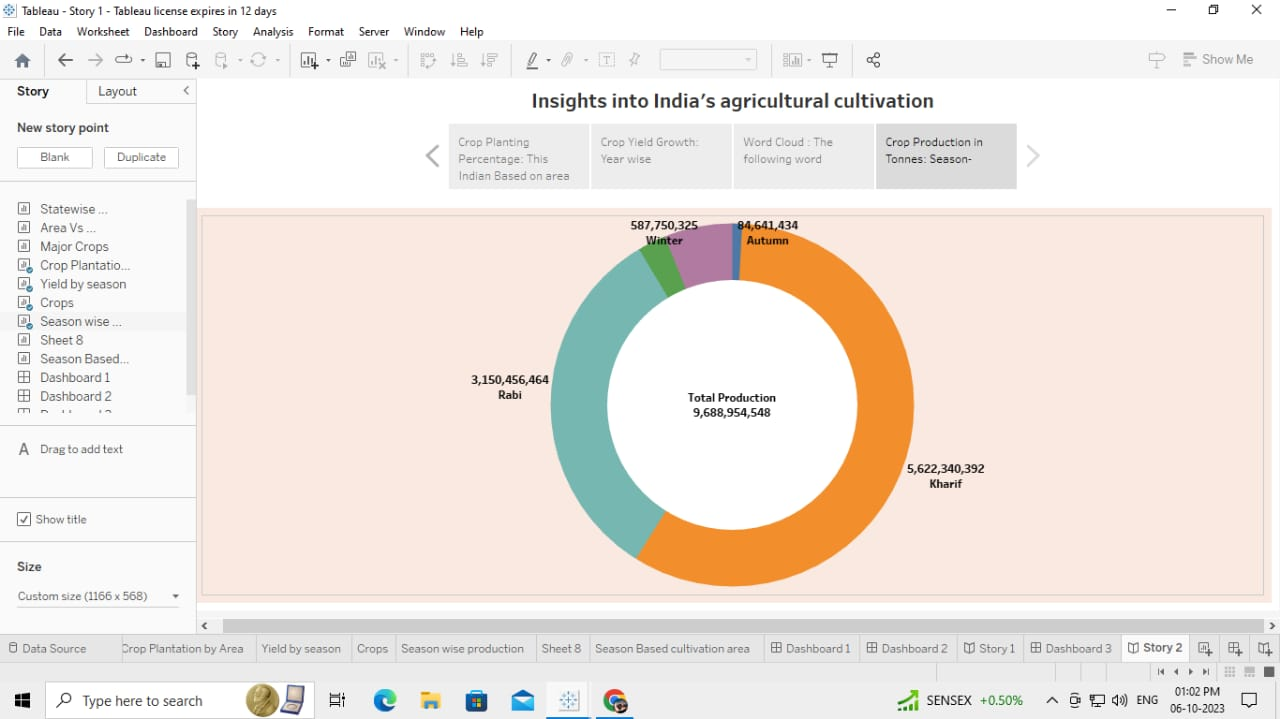 Tableau - Story 1 - Tableau license expires in 12 days
File Data Worksheet Dashboard Story Analysis Format Server Window Help
Show Me
Story Layout
New story point
Blank Duplicate
Statewise ...
Area Vs ...
Major Crops
Crop Plantatio...
Yield by season
Crops
Season wise ...
Sheet 8
Season Based...
Dashboard 1
Dashboard 2
A Drag to add text
Show title
Size
Custom size (1166 x 568)
Insights into India's agricultural cultivation
Crop Planting
Percentage: This
Indian Based on area
Crop Yield Growth:
Year wise
Word Cloud : The
following word
Crop Production in
Tonnes: Season-
587,750,325
Winter
84,641,434
Autumn
3,150,456,464
Rabi
Total Production
9,688,954,548
5,622,340,392
Kharif
Data Source Crop Plantation by Area Yield by season Crops Season wise production Sheet 8 Season Based cultivation area Dashboard 1 Dashboard 2 Story 1 Dashboard 3 Story 2
Type here to search
SENSEX +0.50%
ENG
01:02 PM
06-10-2023